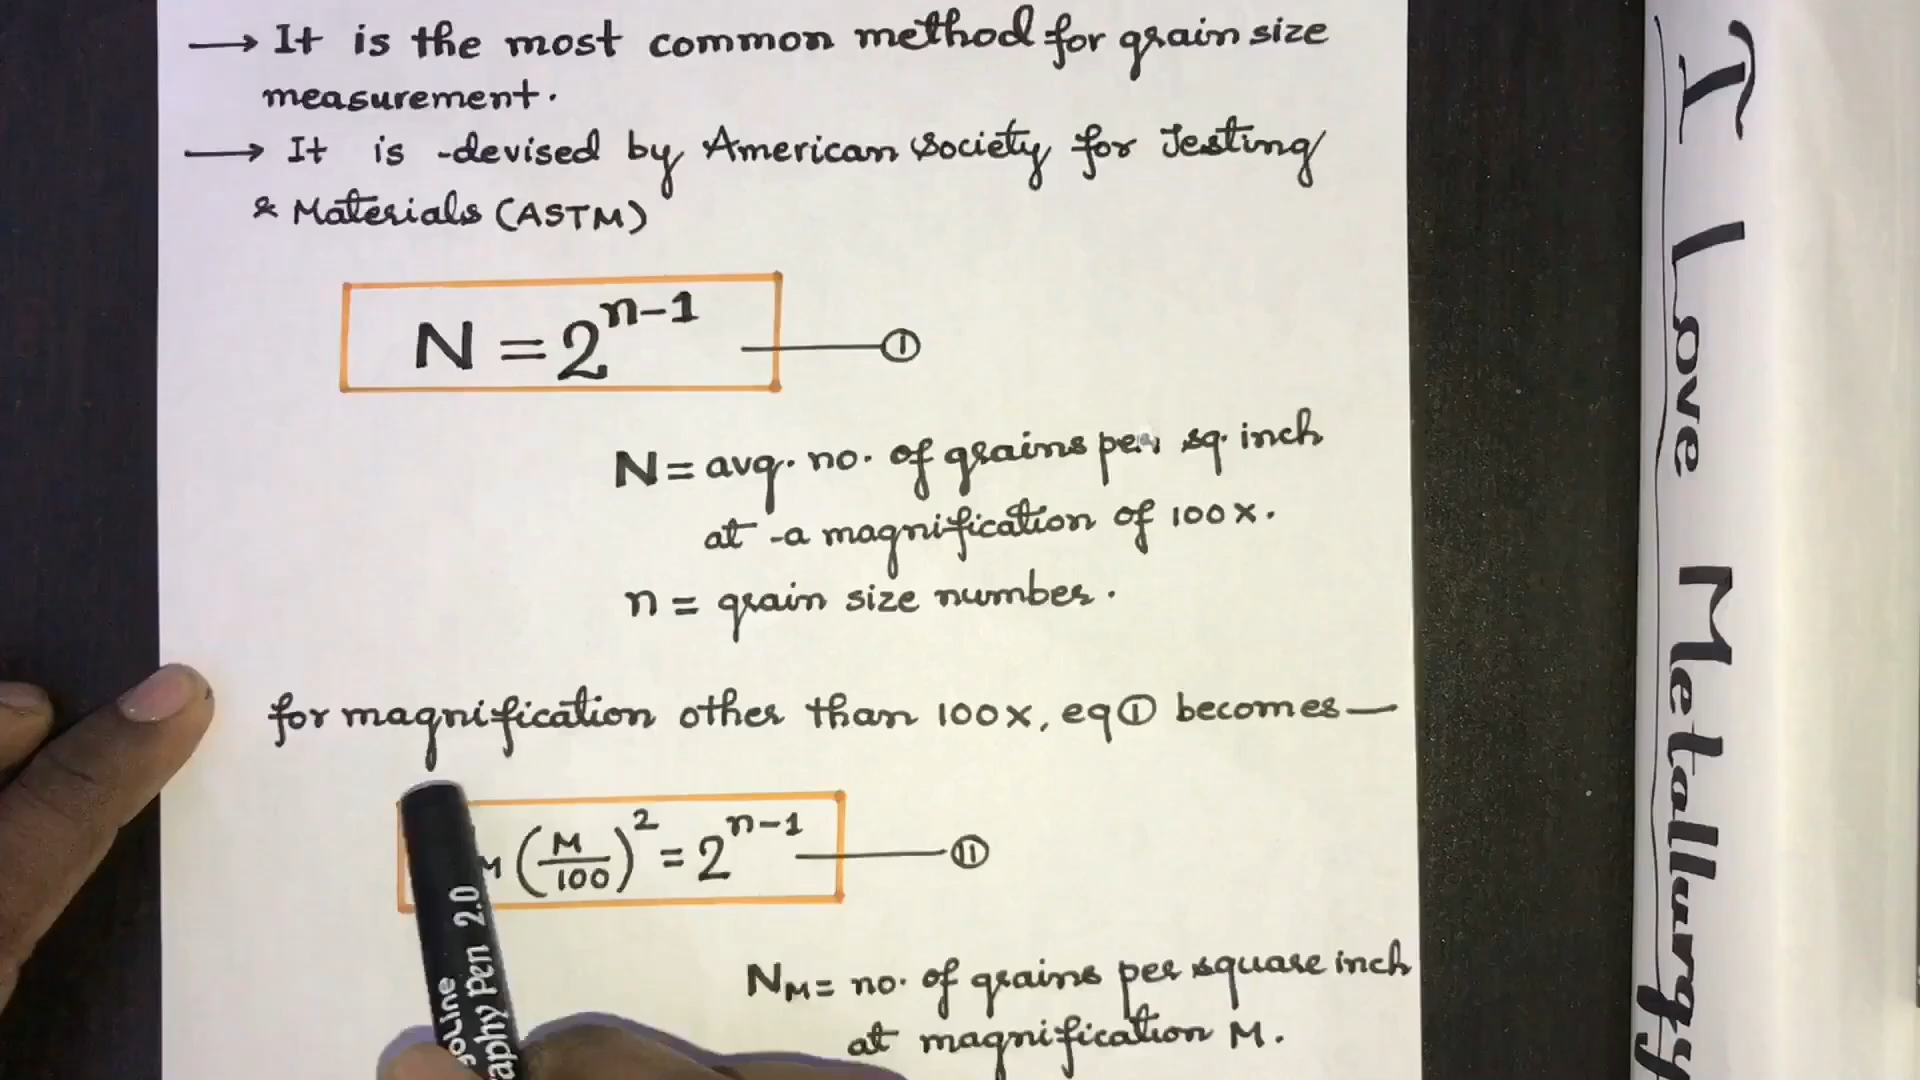 → It is the most common method for grain size
measurement.
→ It is devised by American Society for Testing
& Materials (ASTM)
N = 2^(n-1) — ①
N = avg. no. of grains per sq. inch
at a magnification of 100x.
n = grain size number.
for magnification other than 100x, eq ① becomes —
M (M/100)² = 2^(n-1) — ⑪
N_M = no. of grains per square inch
at magnification M.
I Love Metallurgy
Pen 2.0